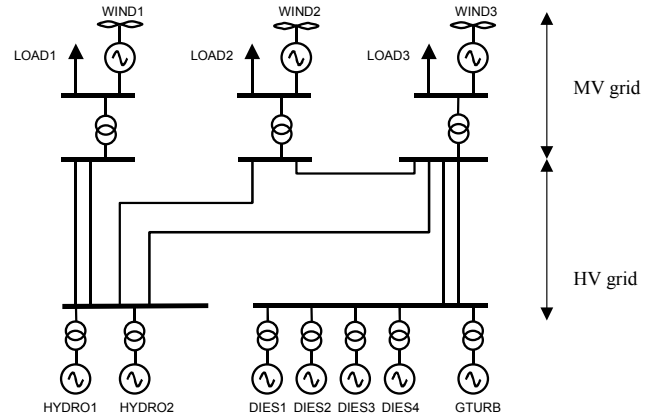 WIND1 WIND2 WIND3
LOAD1 LOAD2 LOAD3
MV grid
HV grid
HYDRO1 HYDRO2 DIES1 DIES2 DIES3 DIES4 GTURB